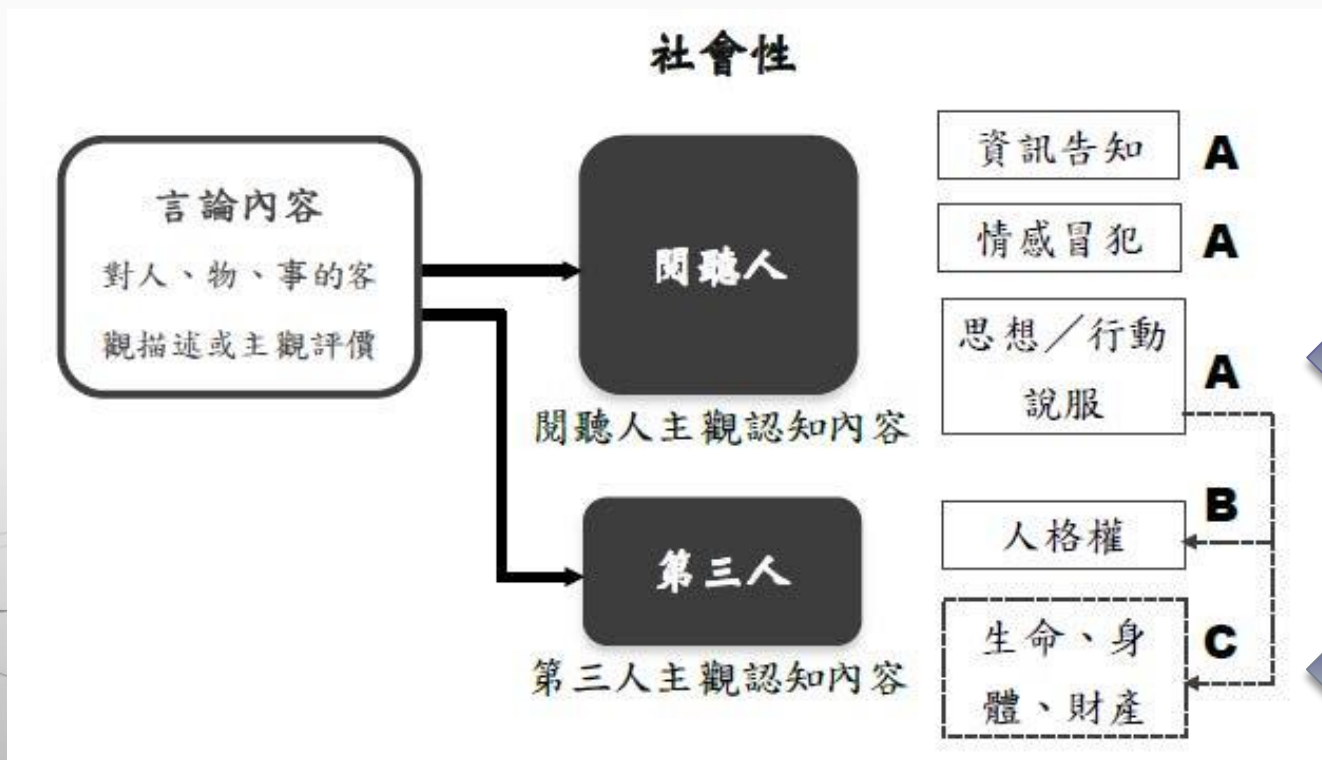 社會性
言論內容
對人、物、事的客
觀描述或主觀評價
閱聽人
閱聽人主觀認知內容
第三人
第三人主觀認知內容
資訊告知
A
情感冒犯
A
思想／行動
說服
A
人格權
B
生命、身
體、財產
C